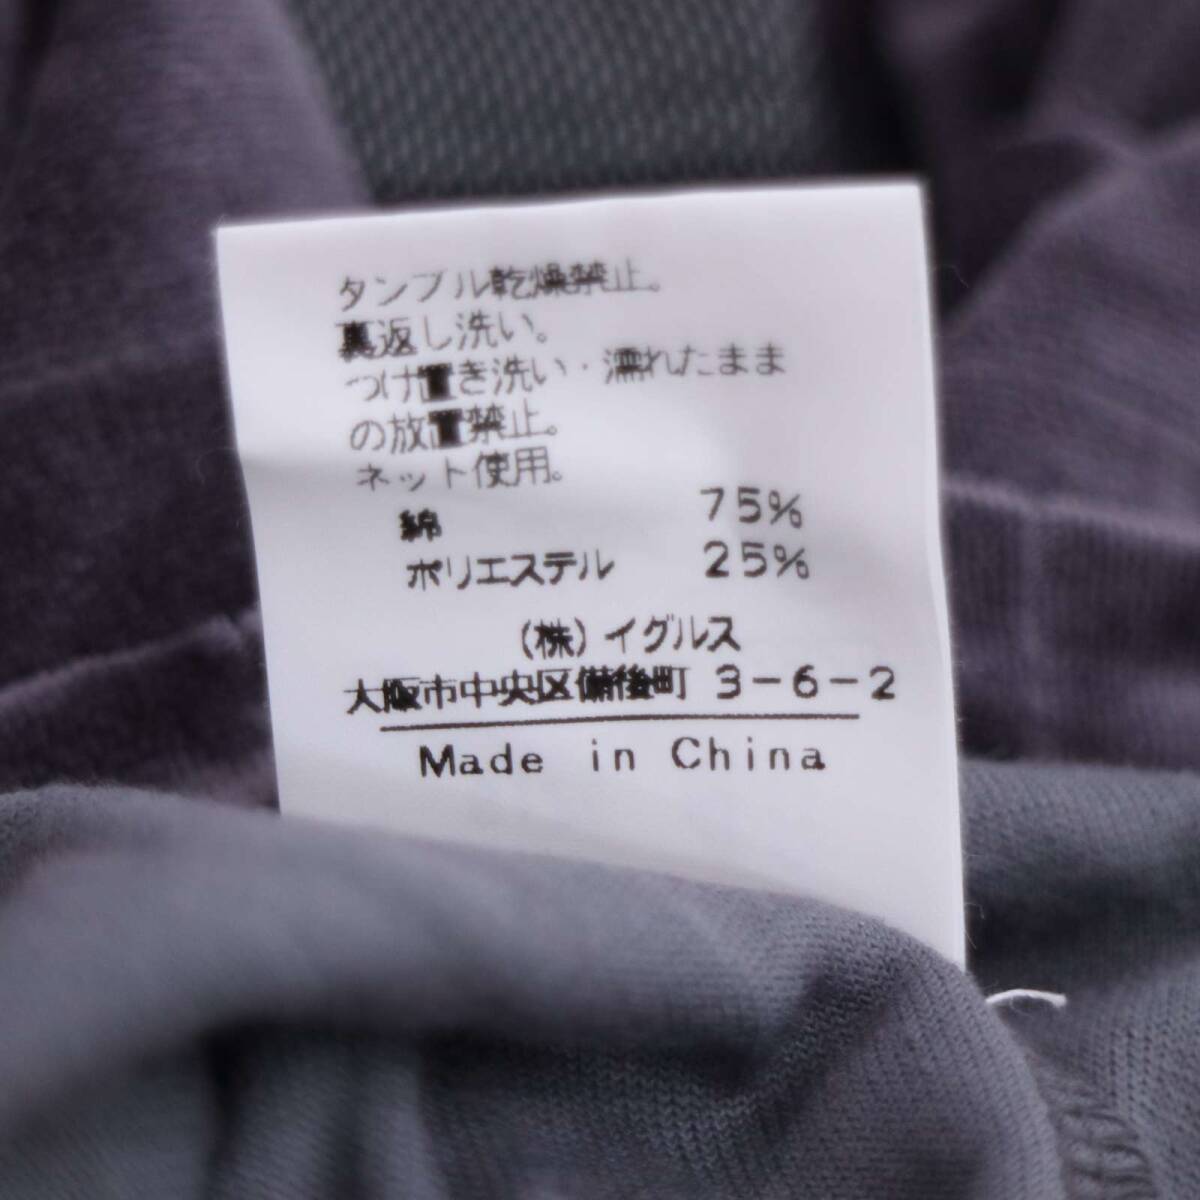 タンブル乾燥禁止。
裏返し洗い。
つけ置き洗い・濡れたまま
の放置禁止。
ネット使用。
綿 75%
ポリエステル 25%
(株)イグルス
大阪市中央区備後町 3-6-2
Made in China